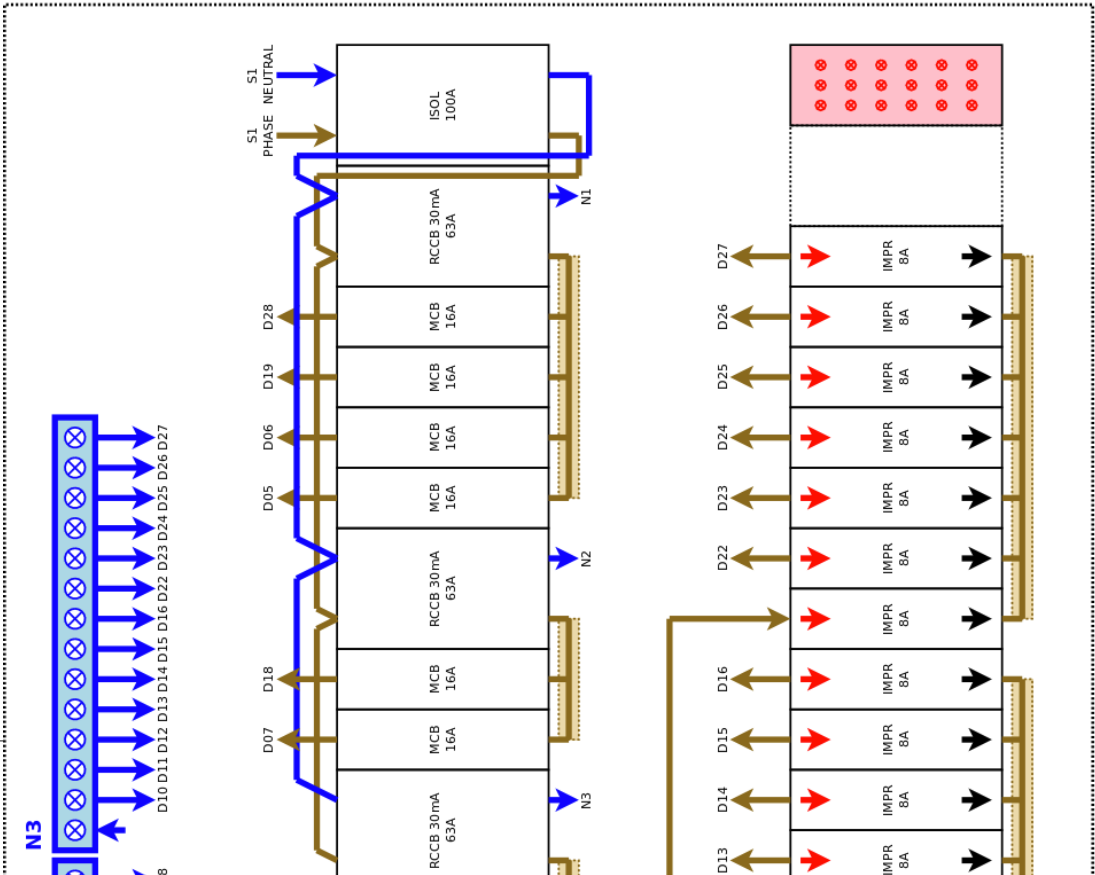 S1
NEUTRAL
S1
PHASE
ISOL
100A
RCCB 30mA
63A
N1
D28
MCB
16A
D19
MCB
16A
D06
MCB
16A
D05
MCB
16A
RCCB 30mA
63A
N2
D18
MCB
16A
D07
MCB
16A
RCCB 30mA
63A
N3
D27
D26
D25
D24
D23
D22
D16
D15
D14
D13
D12
D11
D10
N3
8
D27
IMPR
8A
D26
IMPR
8A
D25
IMPR
8A
D24
IMPR
8A
D23
IMPR
8A
D22
IMPR
8A
IMPR
8A
D16
IMPR
8A
D15
IMPR
8A
D14
IMPR
8A
D13
IMPR
8A